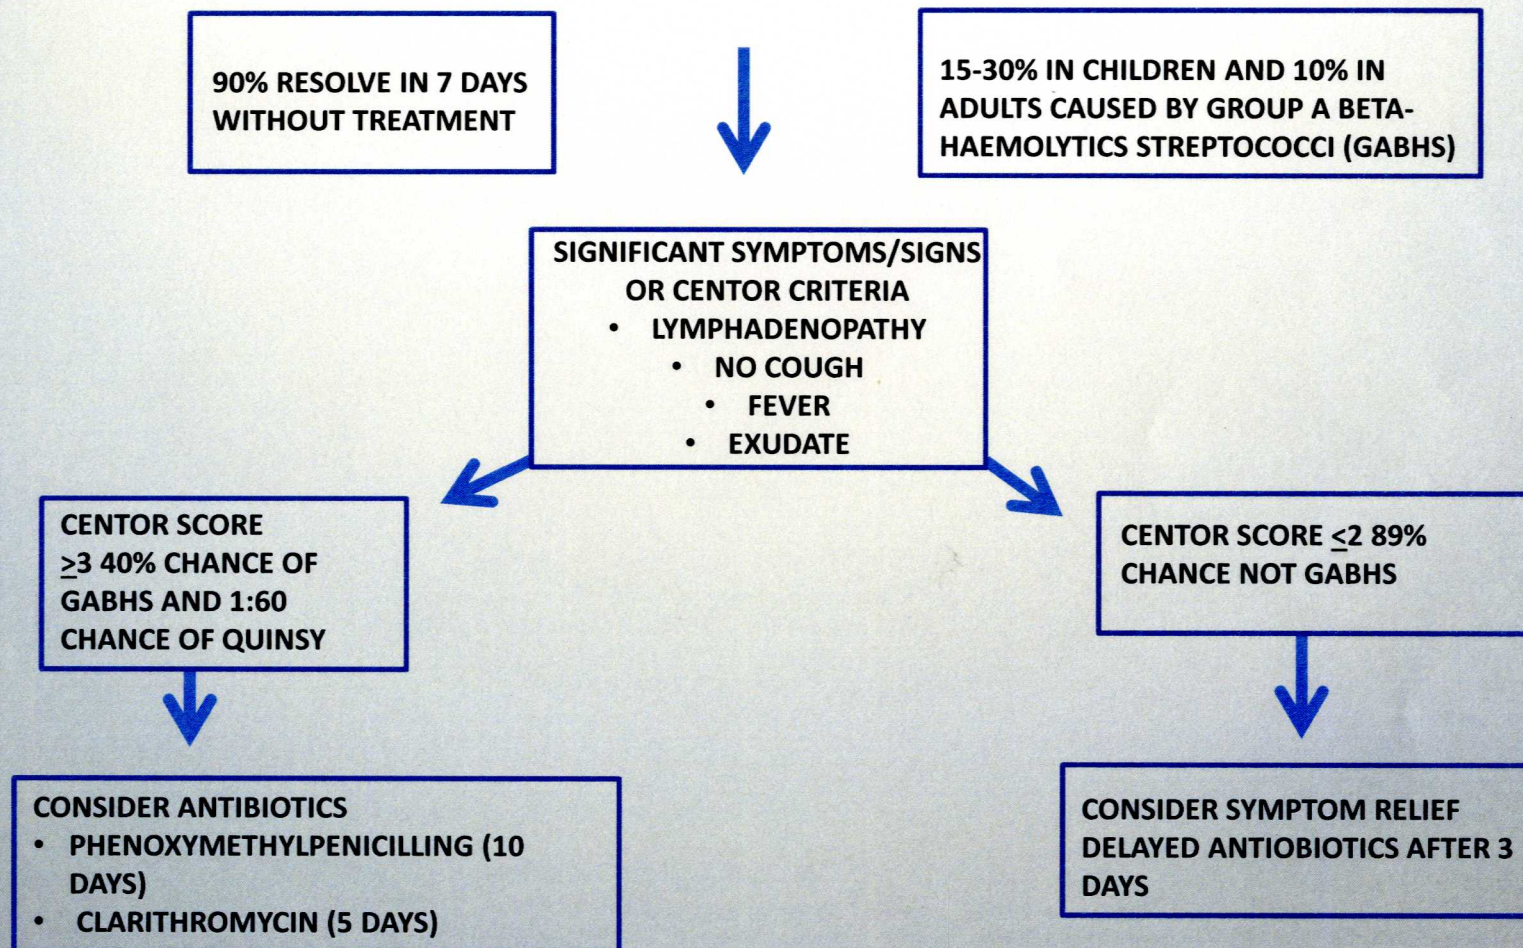 90% RESOLVE IN 7 DAYS
WITHOUT TREATMENT
15-30% IN CHILDREN AND 10% IN
ADULTS CAUSED BY GROUP A BETA-
HAEMOLYTICS STREPTOCOCCI (GABHS)
SIGNIFICANT SYMPTOMS/SIGNS
OR CENTOR CRITERIA
• LYMPHADENOPATHY
• NO COUGH
• FEVER
• EXUDATE
CENTOR SCORE
≥3 40% CHANCE OF
GABHS AND 1:60
CHANCE OF QUINSY
CENTOR SCORE ≤2 89%
CHANCE NOT GABHS
CONSIDER ANTIBIOTICS
• PHENOXYMETHYLPENICILLING (10
DAYS)
• CLARITHROMYCIN (5 DAYS)
CONSIDER SYMPTOM RELIEF
DELAYED ANTIOBIOTICS AFTER 3
DAYS